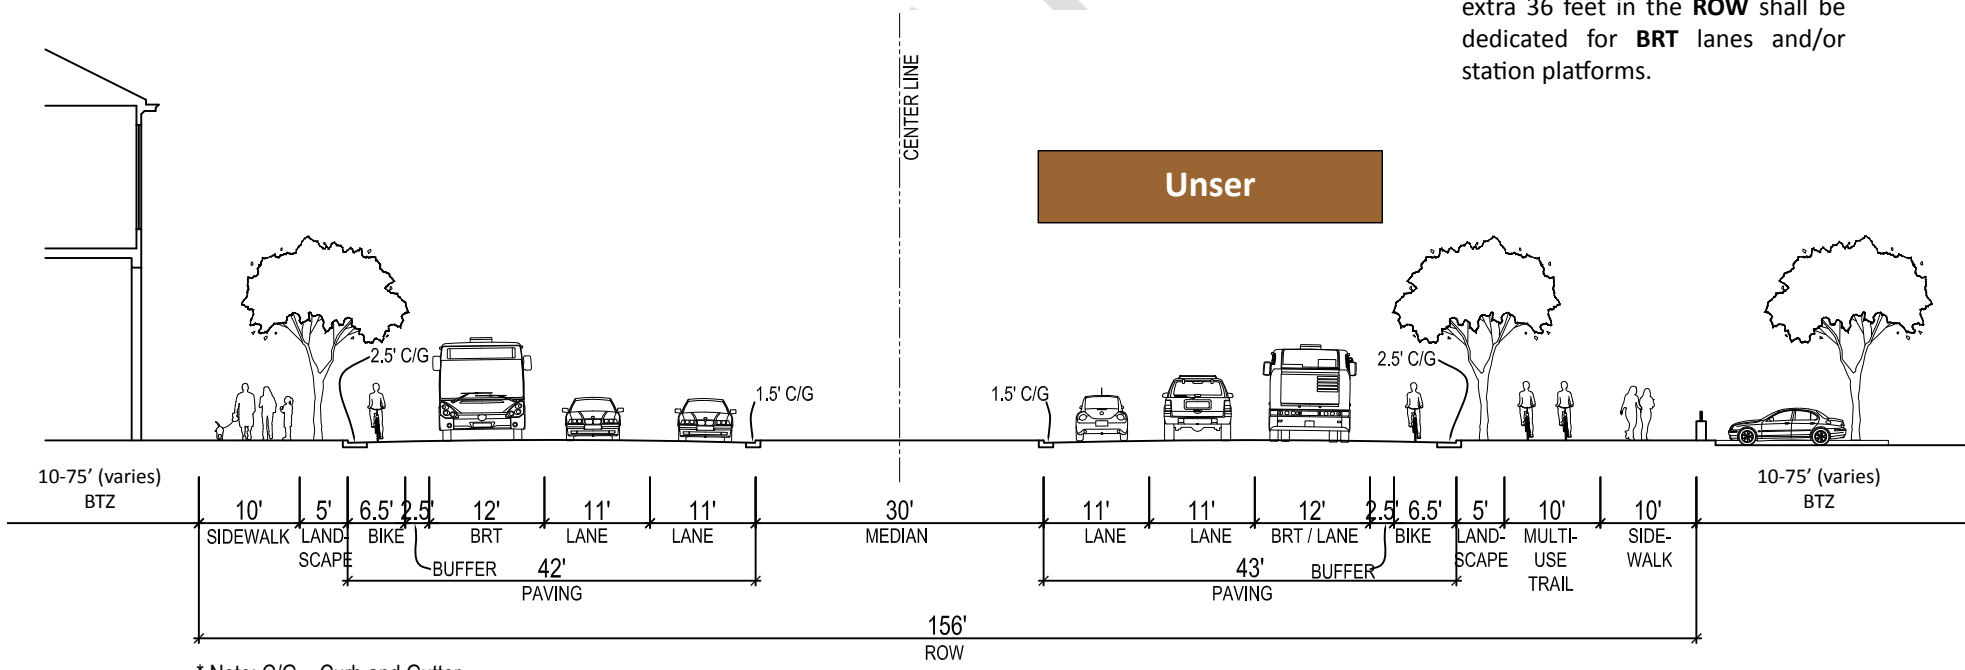 extra 36 feet in the ROW shall be
dedicated for BRT lanes and/or
station platforms.
CENTER LINE
Unser
2.5' C/G
1.5' C/G
1.5' C/G
2.5' C/G
10-75’ (varies)
BTZ
10-75’ (varies)
BTZ
10' 5' 6.5' 2.5' 12' 11' 11' 30' 11' 11' 12' 2.5' 6.5' 5' 10' 10'
SIDEWALK LAND- BIKE BRT LANE LANE MEDIAN LANE LANE BRT / LANE BIKE LAND- MULTI- SIDE-
SCAPE SCAPE USE WALK
TRAIL
BUFFER BUFFER
42' 43'
PAVING PAVING
156'
ROW
* Note: C/G = Curb and Gutter